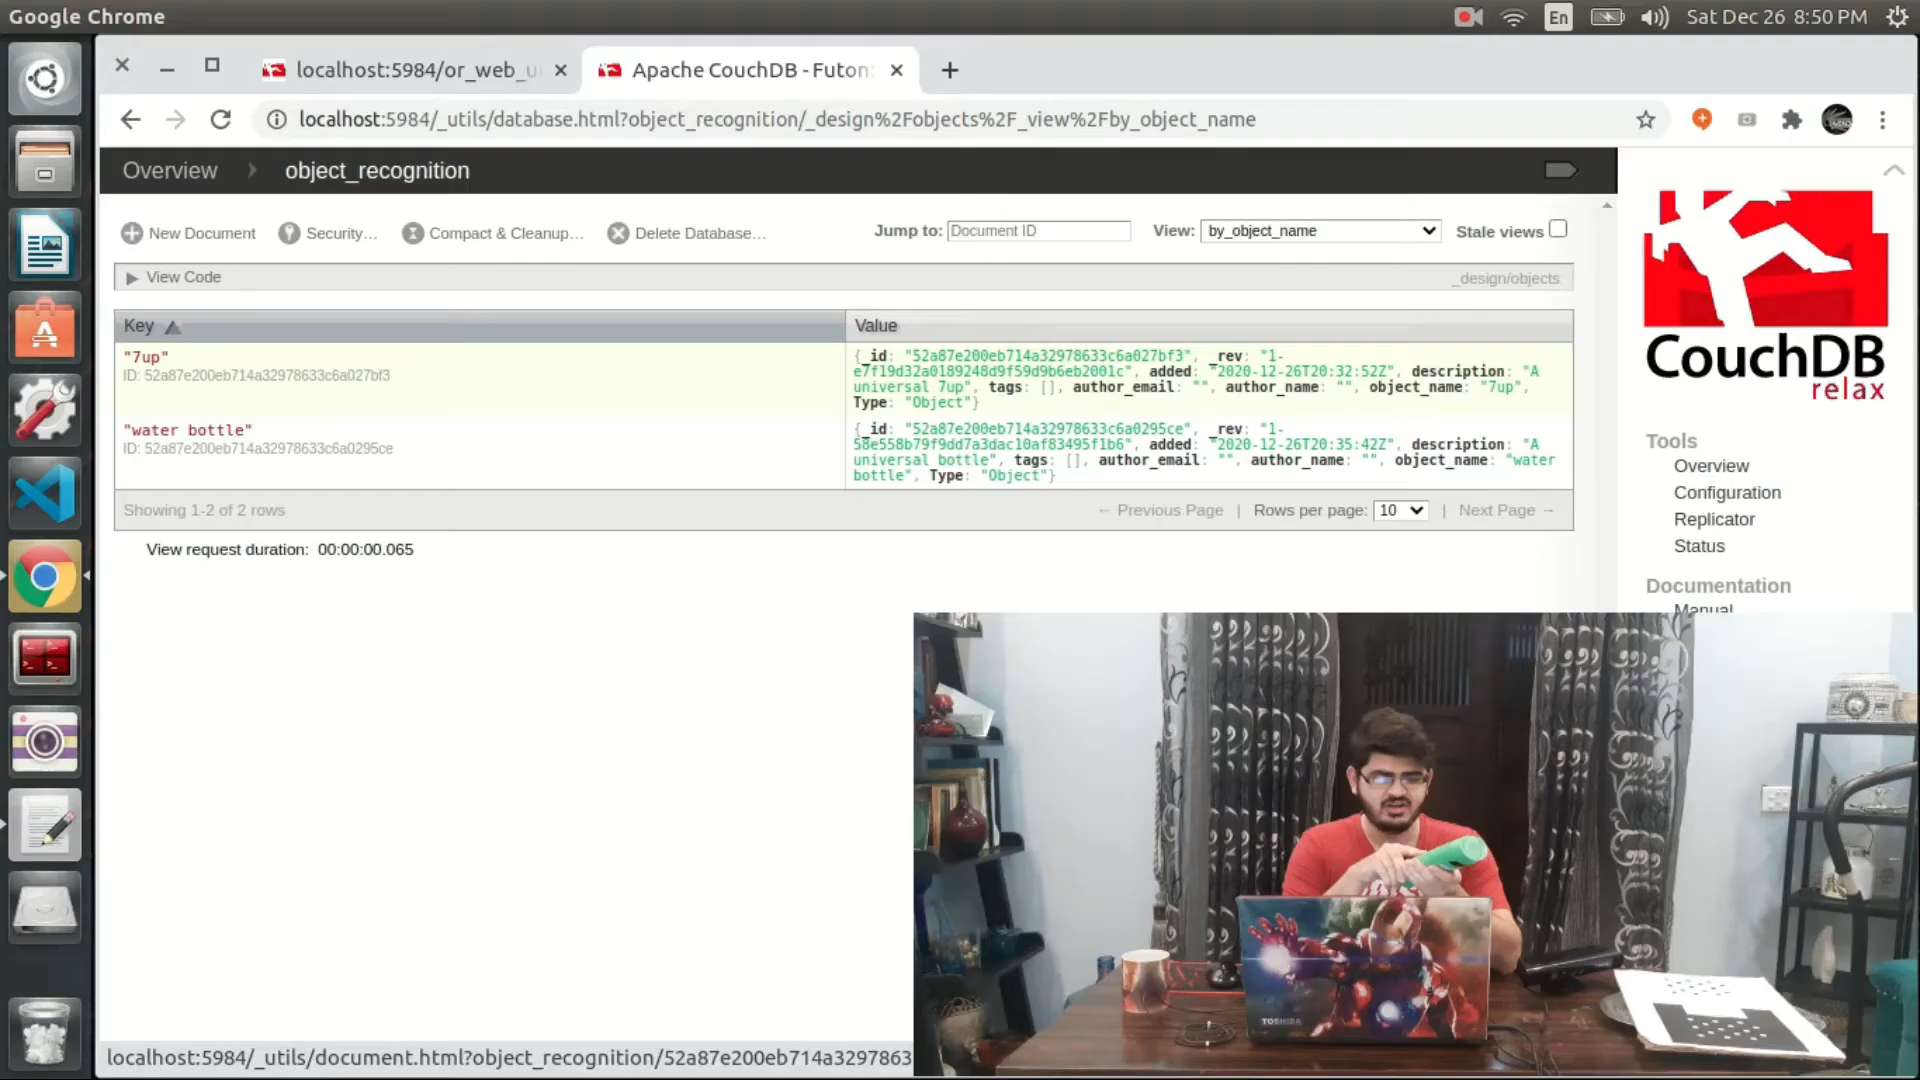 Google Chrome
En
Sat Dec 26 8:50 PM
localhost:5984/or_web_u
Apache CouchDB - Futon:
localhost:5984/_utils/database.html?object_recognition/_design%2Fobjects%2F_view%2Fby_object_name
Overview
object_recognition
New Document
Security…
Compact & Cleanup…
Delete Database…
Jump to: Document ID
View: by_object_name
Stale views
View Code
_design/objects
Key
Value
"7up"
ID: 52a87e200eb714a32978633c6a027bf3
{_id: "52a87e200eb714a32978633c6a027bf3", _rev: "1-
e7f19d32a0189248d9f59d9b6eb2001c", added: "2020-12-26T20:32:52Z", description: "A
universal 7up", tags: [], author_email: "", author_name: "", object_name: "7up",
Type: "Object"}
"water bottle"
ID: 52a87e200eb714a32978633c6a0295ce
{_id: "52a87e200eb714a32978633c6a0295ce", _rev: "1-
58e558b79f9dd7a3dac10af83495f1b6", added: "2020-12-26T20:35:42Z", description: "A
universal bottle", tags: [], author_email: "", author_name: "", object_name: "water
bottle", Type: "Object"}
Showing 1-2 of 2 rows
← Previous Page | Rows per page: 10 | Next Page →
View request duration: 00:00:00.065
CouchDB
relax
Tools
Overview
Configuration
Replicator
Status
Documentation
Manual
TOSHIBA
localhost:5984/_utils/document.html?object_recognition/52a87e200eb714a3297863